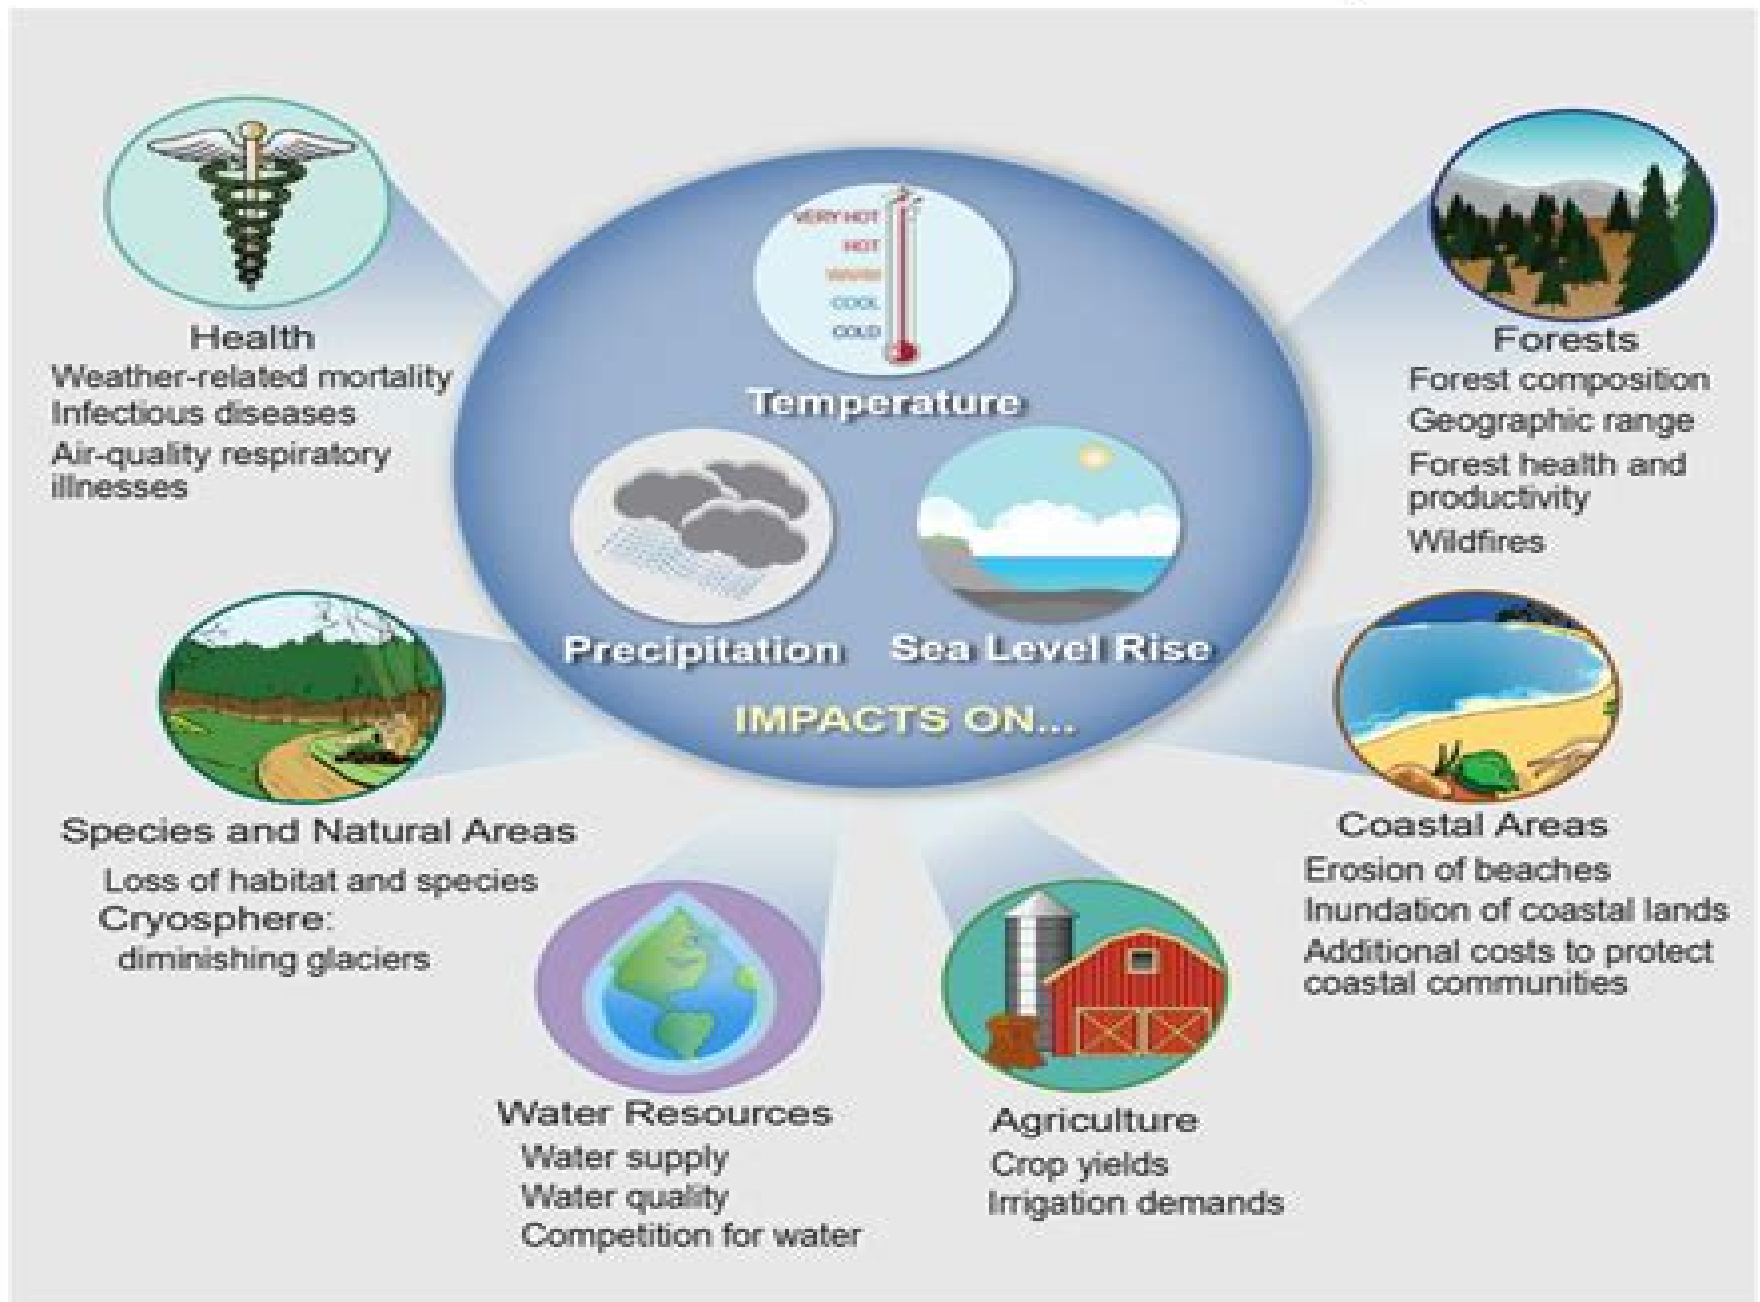 VERY HOT
HOT
WARM
COOL
COLD
Temperature
Precipitation
Sea Level Rise
IMPACTS ON...
Health
Weather-related mortality
Infectious diseases
Air-quality respiratory
illnesses
Forests
Forest composition
Geographic range
Forest health and
productivity
Wildfires
Species and Natural Areas
Loss of habitat and species
Cryosphere:
diminishing glaciers
Coastal Areas
Erosion of beaches
Inundation of coastal lands
Additional costs to protect
coastal communities
Water Resources
Water supply
Water quality
Competition for water
Agriculture
Crop yields
Irrigation demands